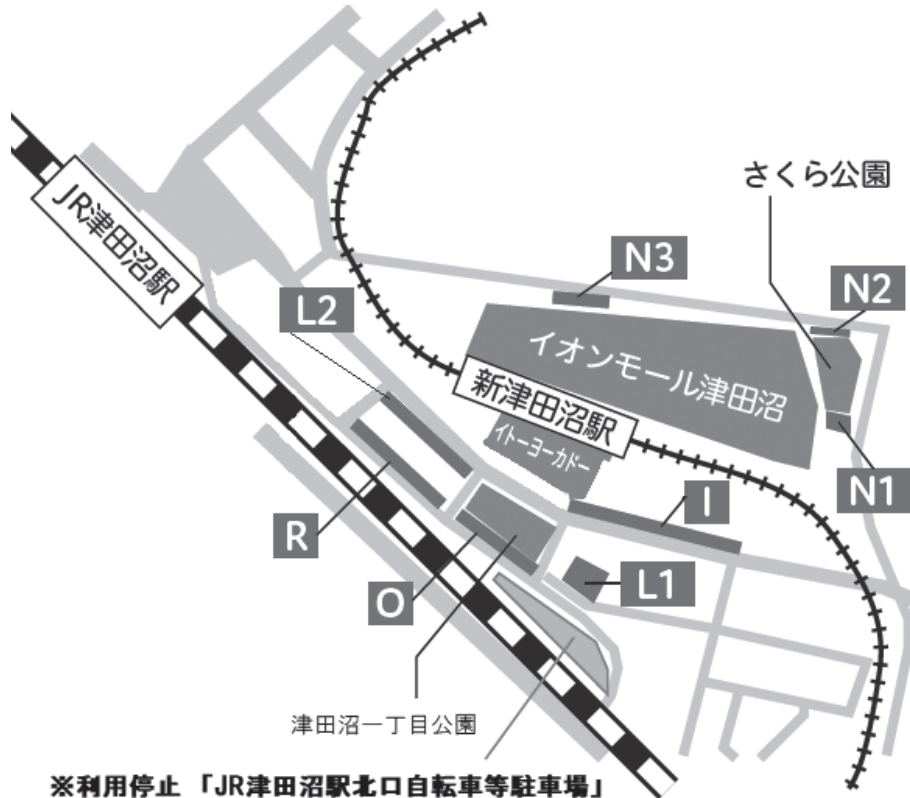 さくら公園
JR津田沼駅
N3
N2
L2
イオンモール津田沼
新津田沼駅
イトーヨーカドー
N1
I
R
L1
O
津田沼一丁目公園
※利用停止 「JR津田沼駅北口自転車等駐車場」